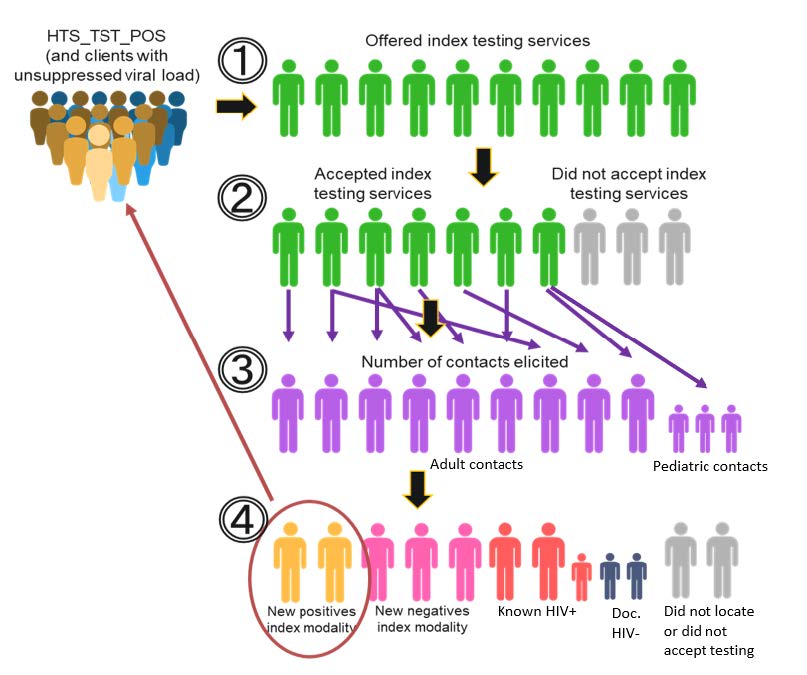 HTS_TST_POS
(and clients with
unsuppressed viral load)
1
Offered index testing services
2
Accepted index
testing services
Did not accept index
testing services
3
Number of contacts elicited
Adult contacts
Pediatric contacts
4
New positives
index modality
New negatives
index modality
Known HIV+
Doc.
HIV-
Did not locate
or did not
accept testing